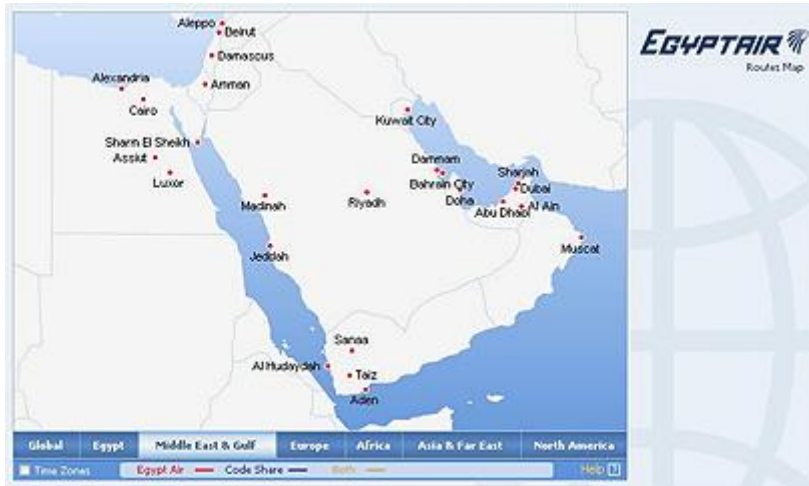 Aleppo
Beirut
EGYPTAIR
Routes Map
Damascus
Alexandria
Amman
Cairo
Kuwait City
Sharm El Sheikh
Assiut
Dammam
Luxor
Bahrain City
Sharjah
Dubai
Madinah
Riyadh
Doha
Abu Dhabi
Al Ain
Jeddah
Muscat
Sanaa
Al Hudaydah
Taiz
Aden
Global Egypt Middle East & Gulf Europe Africa Asia & Far East North America
Time Zones Egypt Air Code Share Both Help